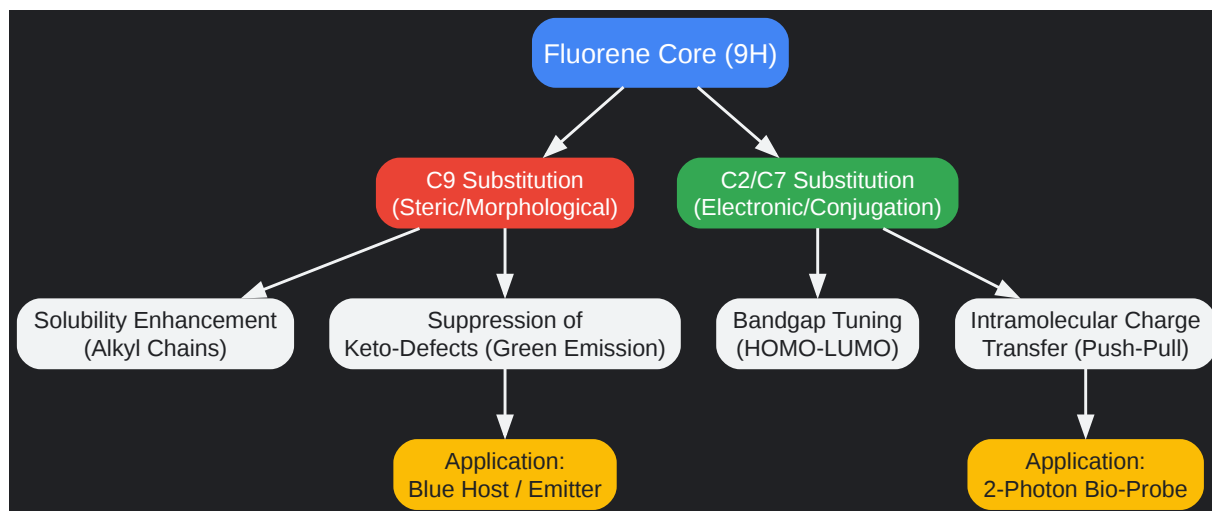 Fluorene Core (9H)
C9 Substitution
(Steric/Morphological)
C2/C7 Substitution
(Electronic/Conjugation)
Solubility Enhancement
(Alkyl Chains)
Suppression of
Keto-Defects (Green Emission)
Bandgap Tuning
(HOMO-LUMO)
Intramolecular Charge
Transfer (Push-Pull)
Application:
Blue Host / Emitter
Application:
2-Photon Bio-Probe